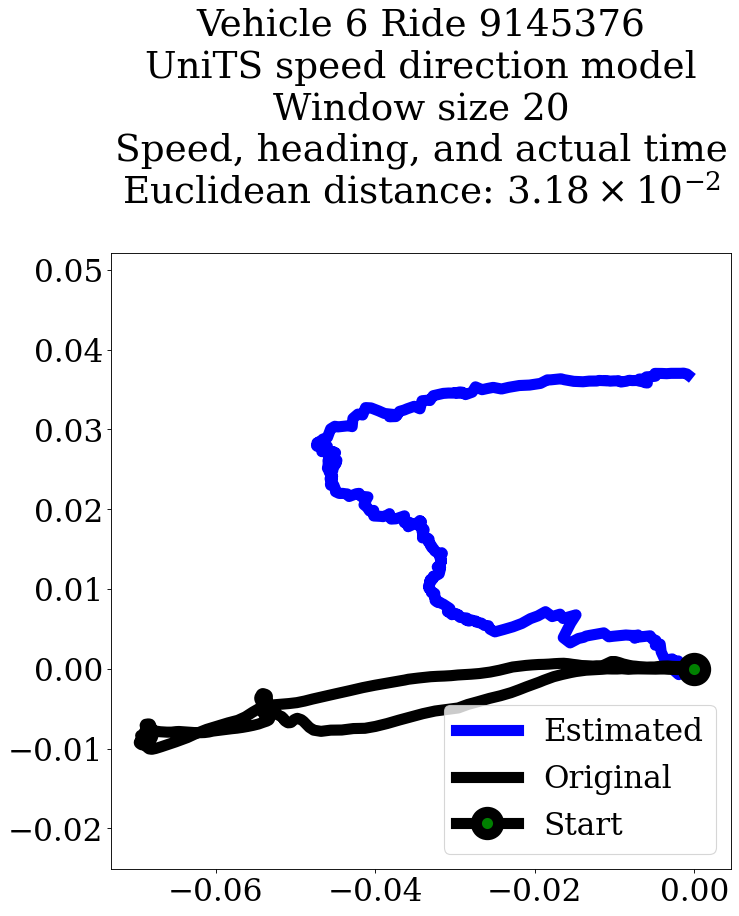 Vehicle 6 Ride 9145376
UniTS speed direction model
Window size 20
Speed, heading, and actual time
Euclidean distance: 3.18 × 10⁻²
0.05
0.04
0.03
0.02
0.01
0.00
−0.01
−0.02
Estimated
Original
Start
−0.06
−0.04
−0.02
0.00